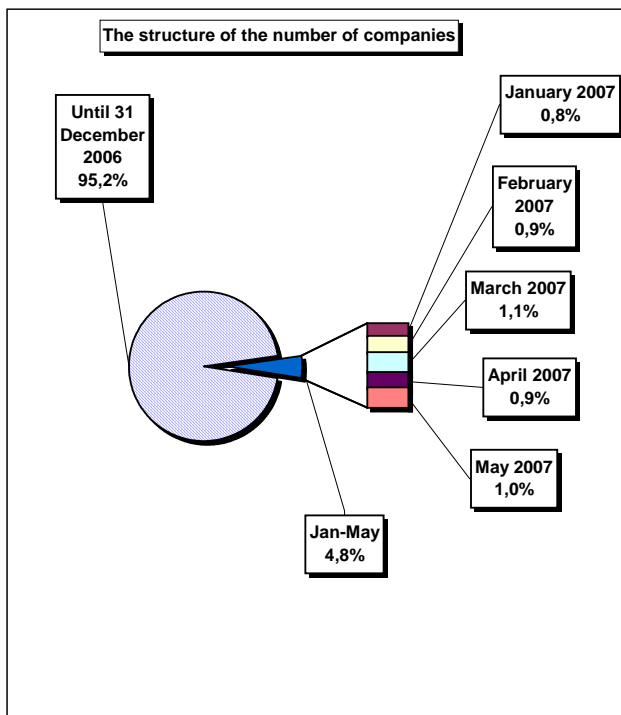 The structure of the number of companies
Until 31
December
2006
95,2%
January 2007
0,8%
February
2007
0,9%
March 2007
1,1%
April 2007
0,9%
May 2007
1,0%
Jan-May
4,8%